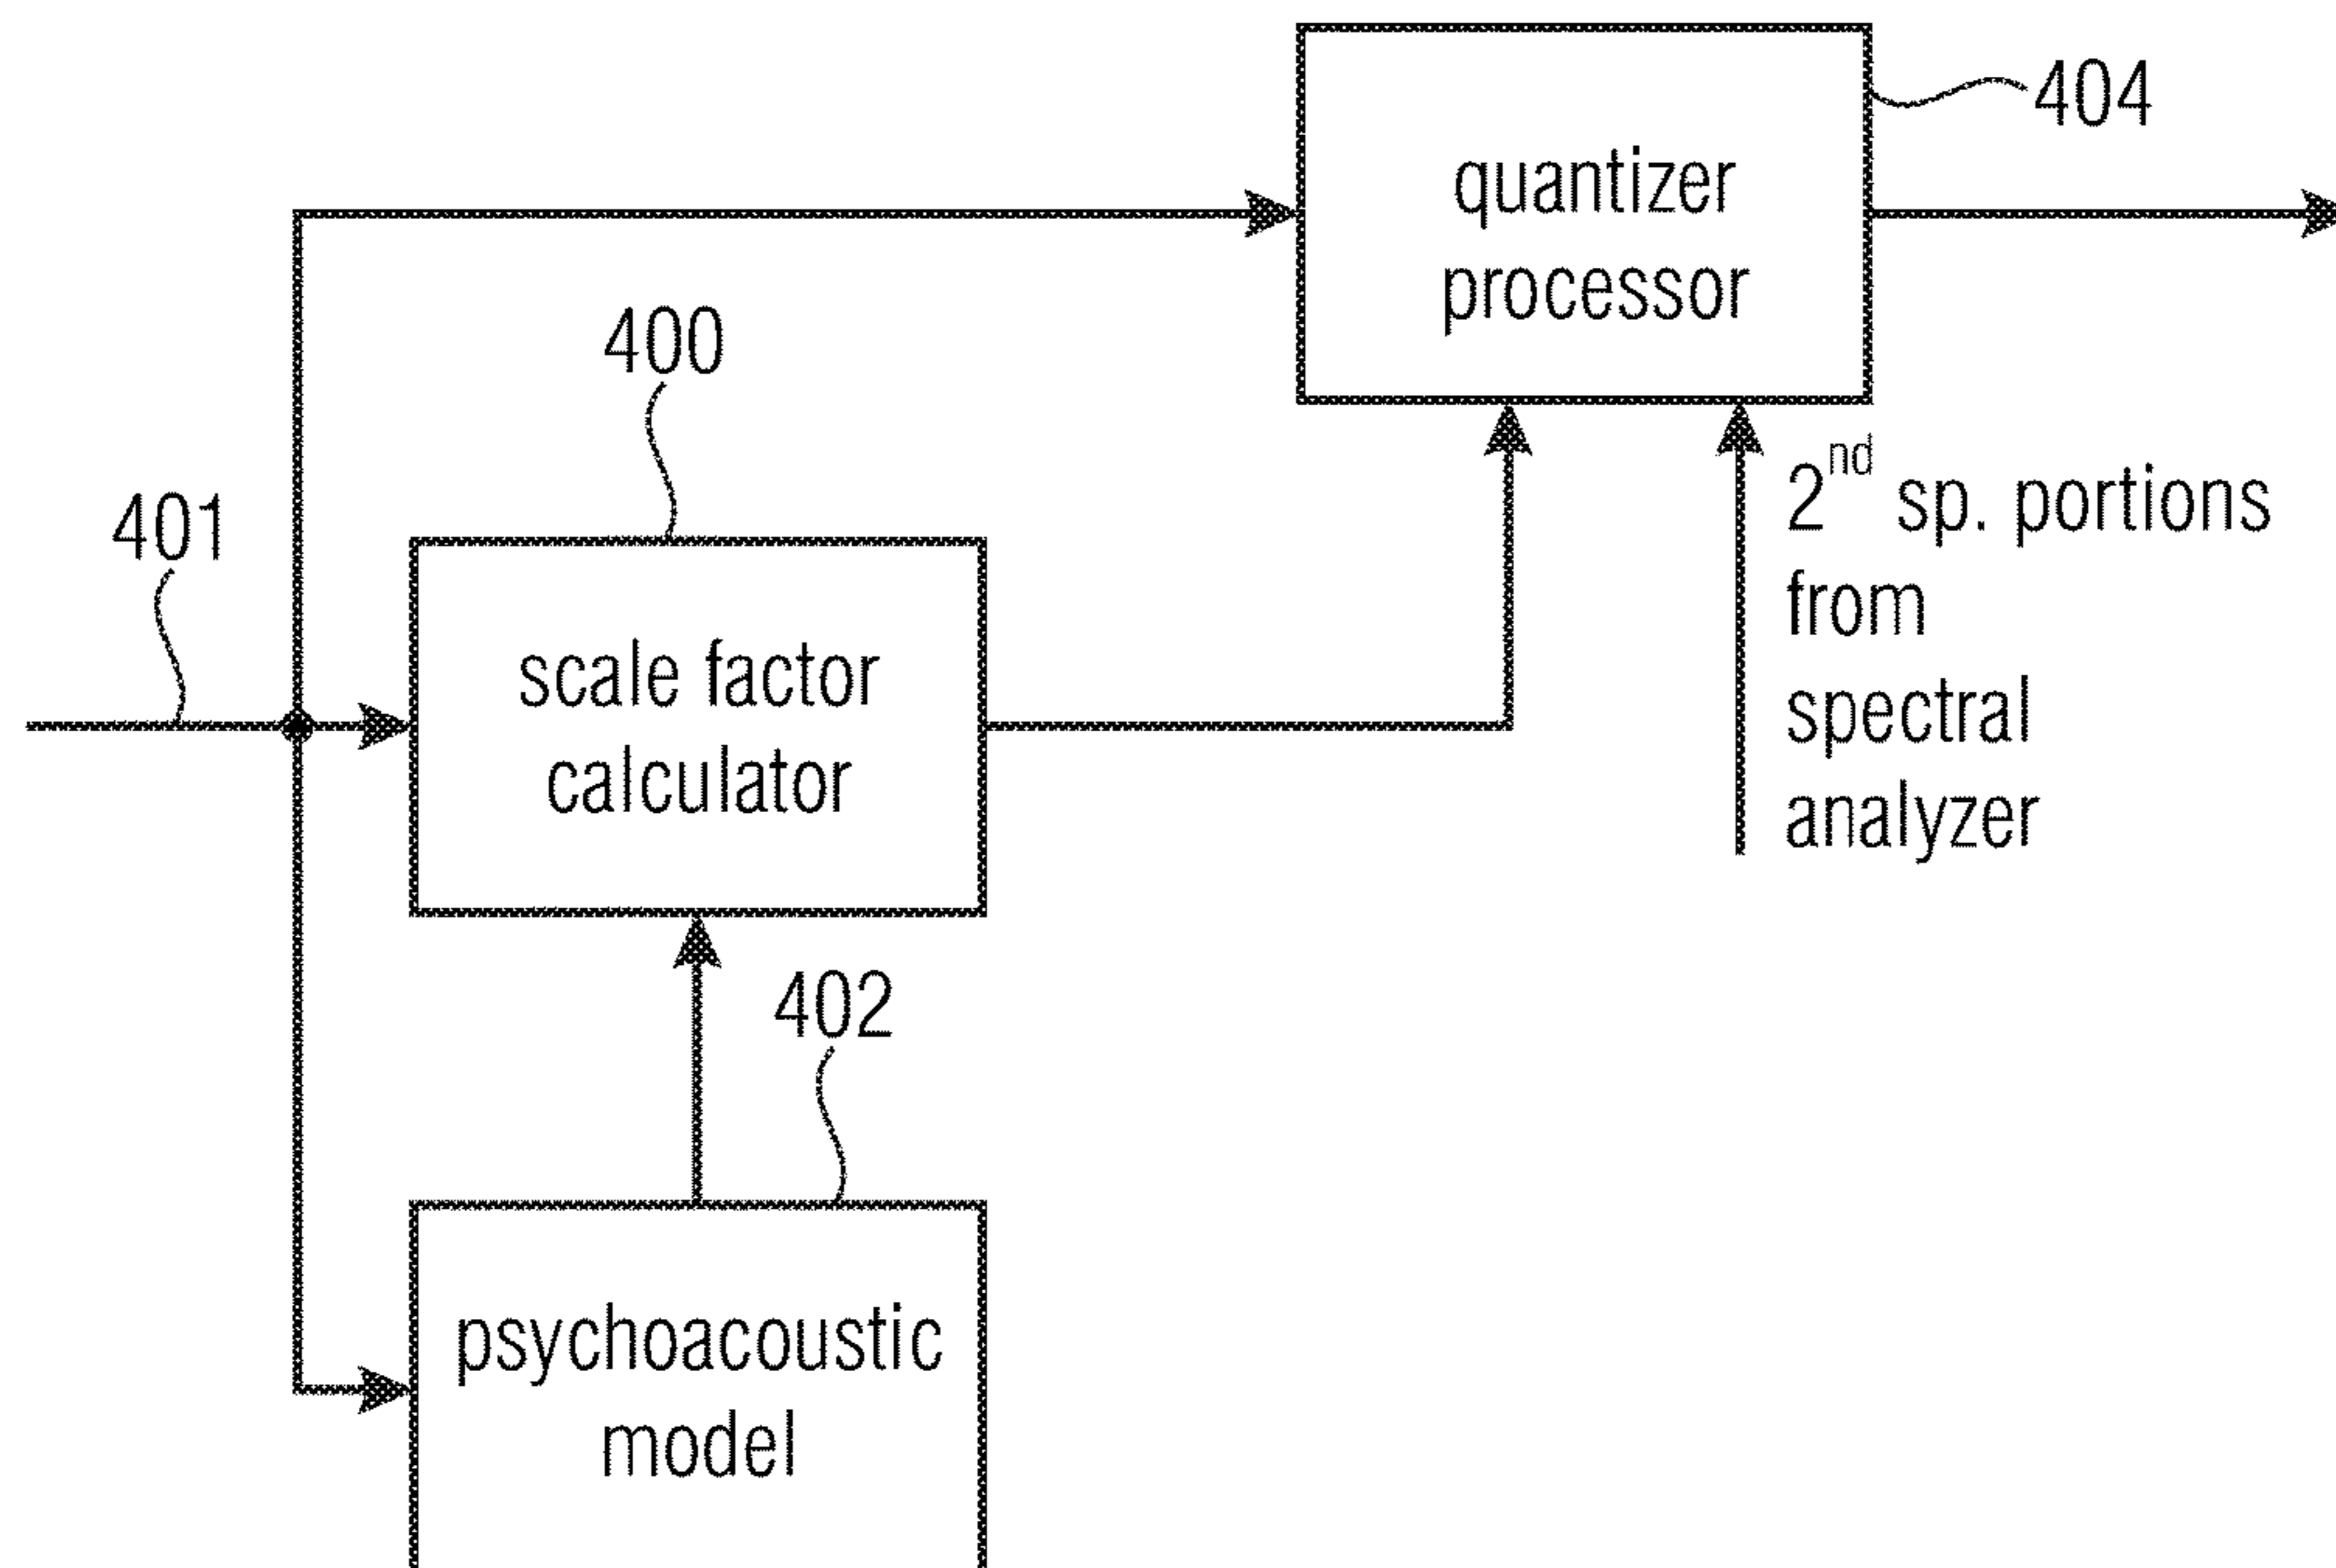 404
quantizer
processor
400
401
2nd sp. portions
from
spectral
analyzer
scale factor
calculator
402
psychoacoustic
model